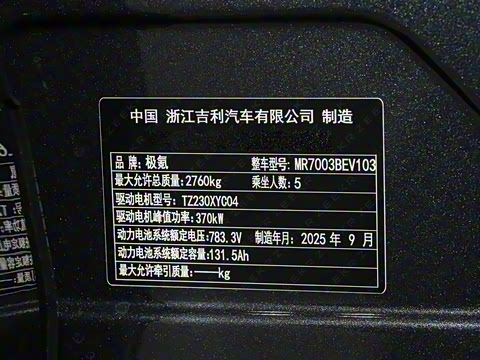 中国 浙江吉利汽车有限公司 制造
品牌:极氪 整车型号:MR7003BEV103
最大允许总质量:2760kg 乘坐人数:5
驱动电机型号:TZ230XYC04
驱动电机峰值功率:370kW
动力电池系统额定电压:783.3V 制造年月:2025年9月
动力电池系统额定容量:131.5Ah
最大允许牵引质量:——kg